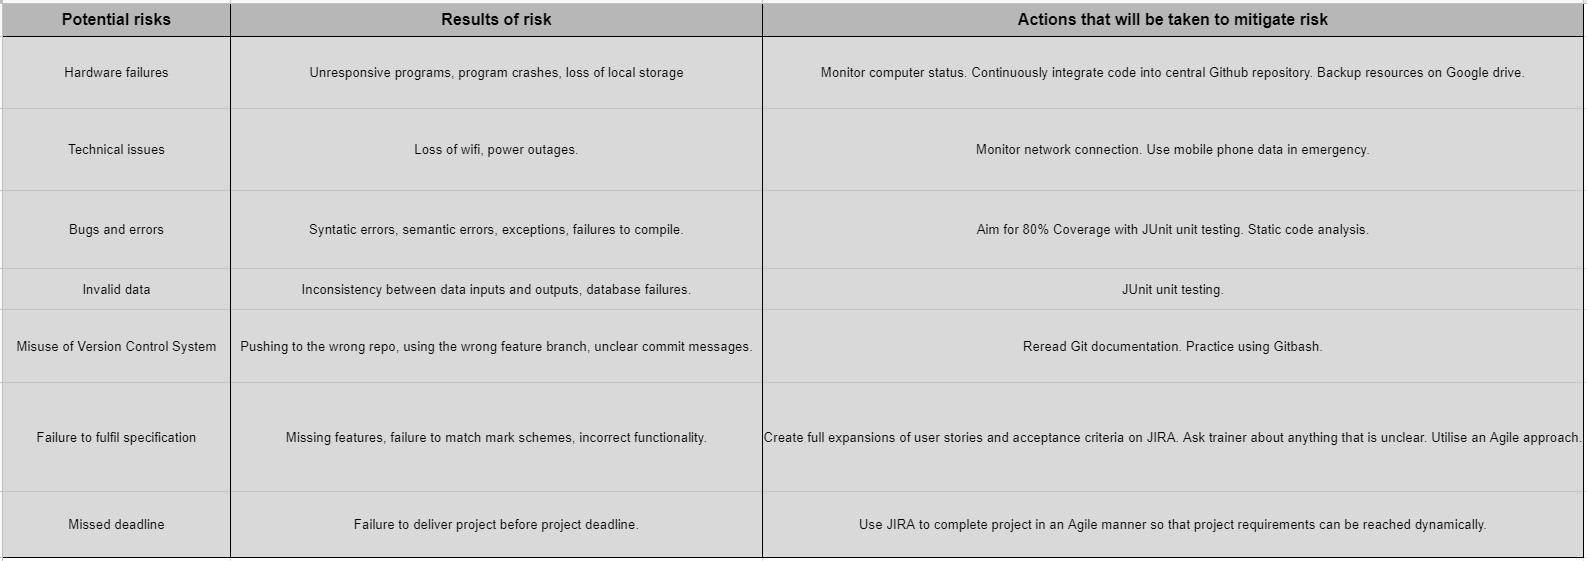 Potential risks Results of risk Actions that will be taken to mitigate risk
Hardware failures Unresponsive programs, program crashes, loss of local storage Monitor computer status. Continuously integrate code into central Github repository. Backup resources on Google drive.
Technical issues Loss of wifi, power outages. Monitor network connection. Use mobile phone data in emergency.
Bugs and errors Syntatic errors, semantic errors, exceptions, failures to compile. Aim for 80% Coverage with JUnit unit testing. Static code analysis.
Invalid data Inconsistency between data inputs and outputs, database failures. JUnit unit testing.
Misuse of Version Control System Pushing to the wrong repo, using the wrong feature branch, unclear commit messages. Reread Git documentation. Practice using Gitbash.
Failure to fulfil specification Missing features, failure to match mark schemes, incorrect functionality. Create full expansions of user stories and acceptance criteria on JIRA. Ask trainer about anything that is unclear. Utilise an Agile approach.
Missed deadline Failure to deliver project before project deadline. Use JIRA to complete project in an Agile manner so that project requirements can be reached dynamically.